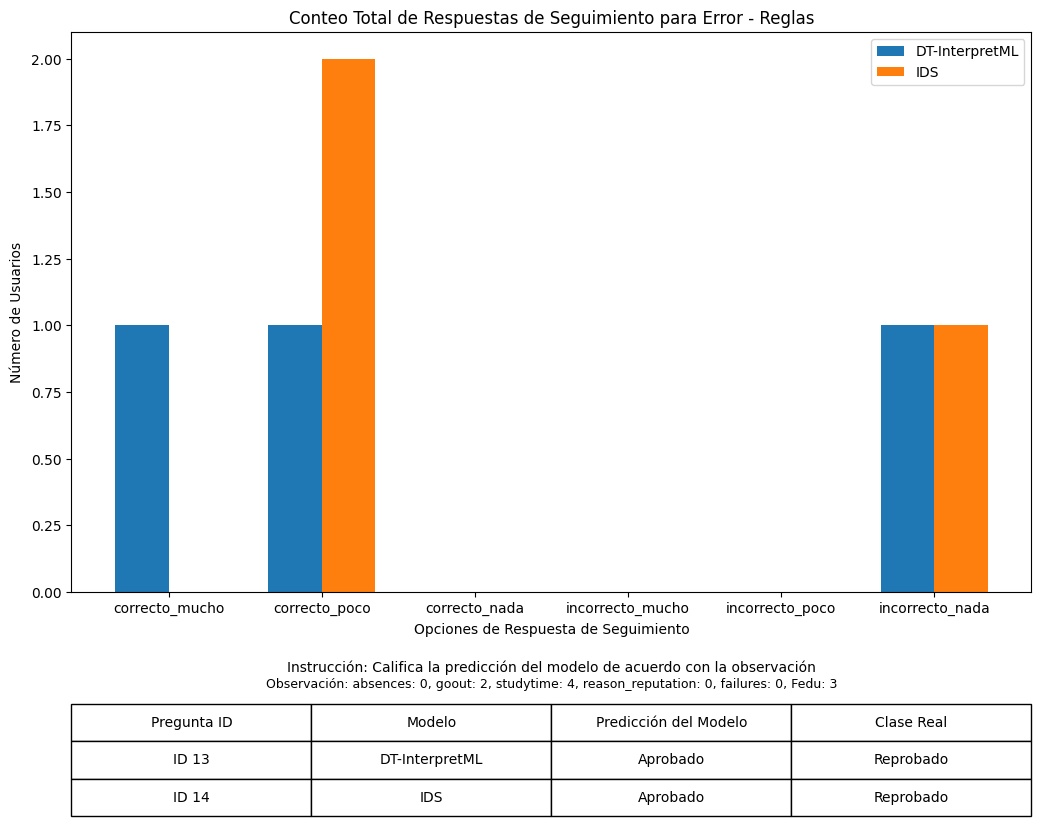 Conteo Total de Respuestas de Seguimiento para Error - Reglas
DT-InterpretML
IDS
Número de Usuarios
2.00
1.75
1.50
1.25
1.00
0.75
0.50
0.25
0.00
correcto_mucho correcto_poco correcto_nada incorrecto_mucho incorrecto_poco incorrecto_nada
Opciones de Respuesta de Seguimiento
Instrucción: Califica la predicción del modelo de acuerdo con la observación
Observación: absences: 0, goout: 2, studytime: 4, reason_reputation: 0, failures: 0, Fedu: 3
Pregunta ID Modelo Predicción del Modelo Clase Real
ID 13 DT-InterpretML Aprobado Reprobado
ID 14 IDS Aprobado Reprobado